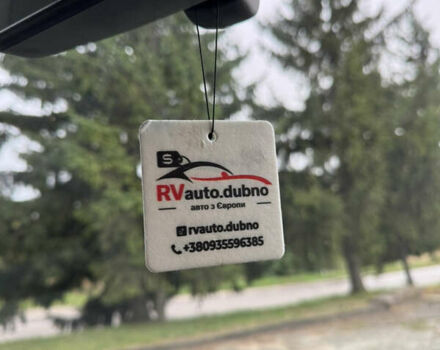 S
RVauto.dubno
авто з Європи
rvauto.dubno
+380935596385